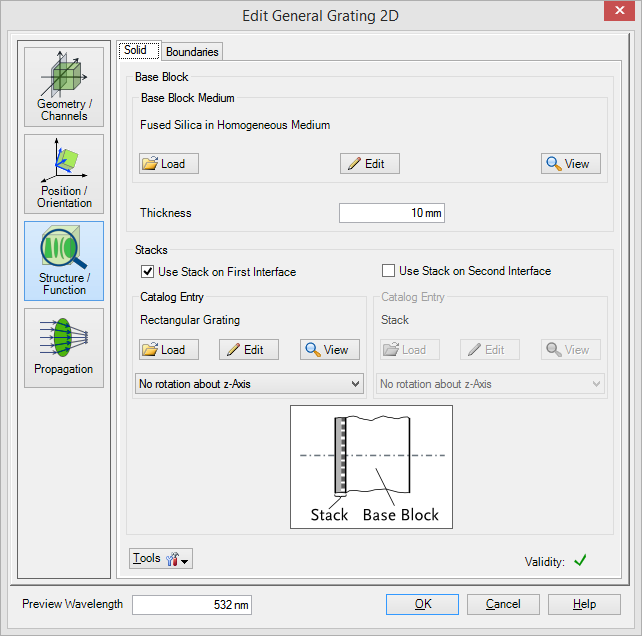 Edit General Grating 2D
Geometry /
Channels
Position /
Orientation
Structure /
Function
Propagation
Solid
Boundaries
Base Block
Base Block Medium
Fused Silica in Homogeneous Medium
Load
Edit
View
Thickness
10 mm
Stacks
Use Stack on First Interface
Use Stack on Second Interface
Catalog Entry
Rectangular Grating
Load
Edit
View
No rotation about z-Axis
Catalog Entry
Stack
Load
Edit
View
No rotation about z-Axis
Stack Base Block
Tools
Validity:
Preview Wavelength
532 nm
OK
Cancel
Help